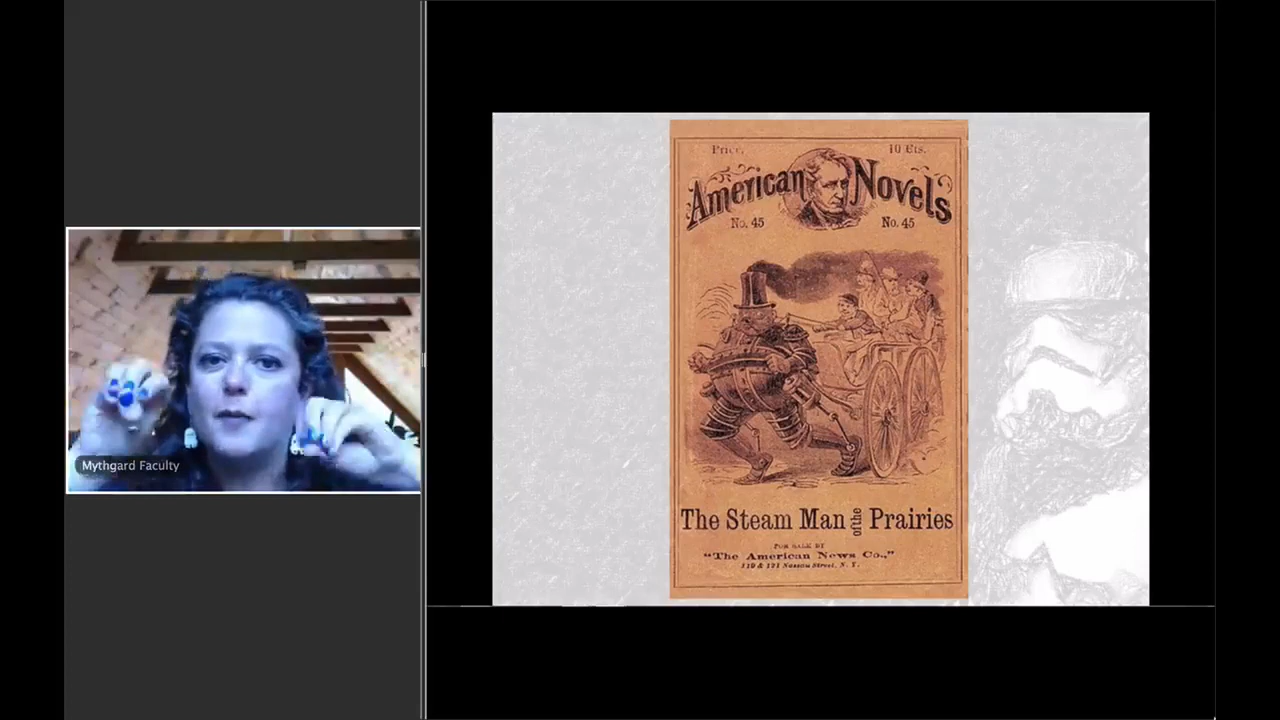 Mythgard Faculty
Price,
10 Cts.
American Novels
No. 45
No. 45
The Steam Man of the Prairies
FOR SALE BY
"The American News Co.,"
119 & 121 Nassau Street, N. Y.